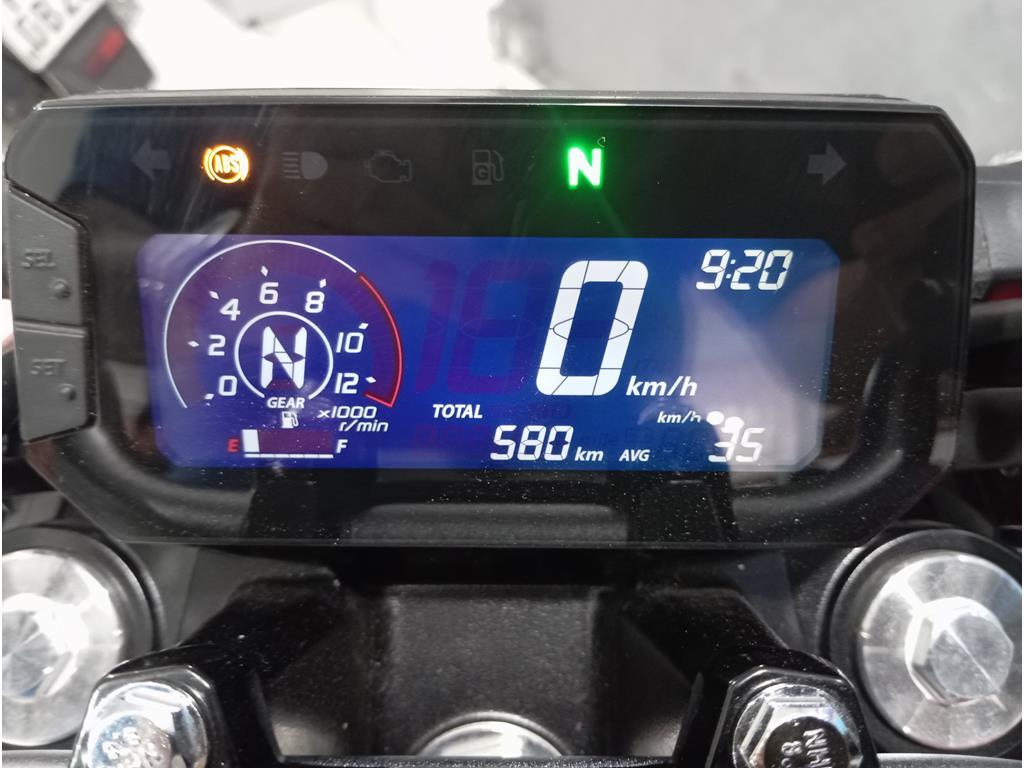 ABS
N
SEL
SET
9:20
0 km/h
0
2
4
6
8
10
12
N
GEAR
x1000
r/min
E
F
TOTAL
580 km
AVG
km/h
35